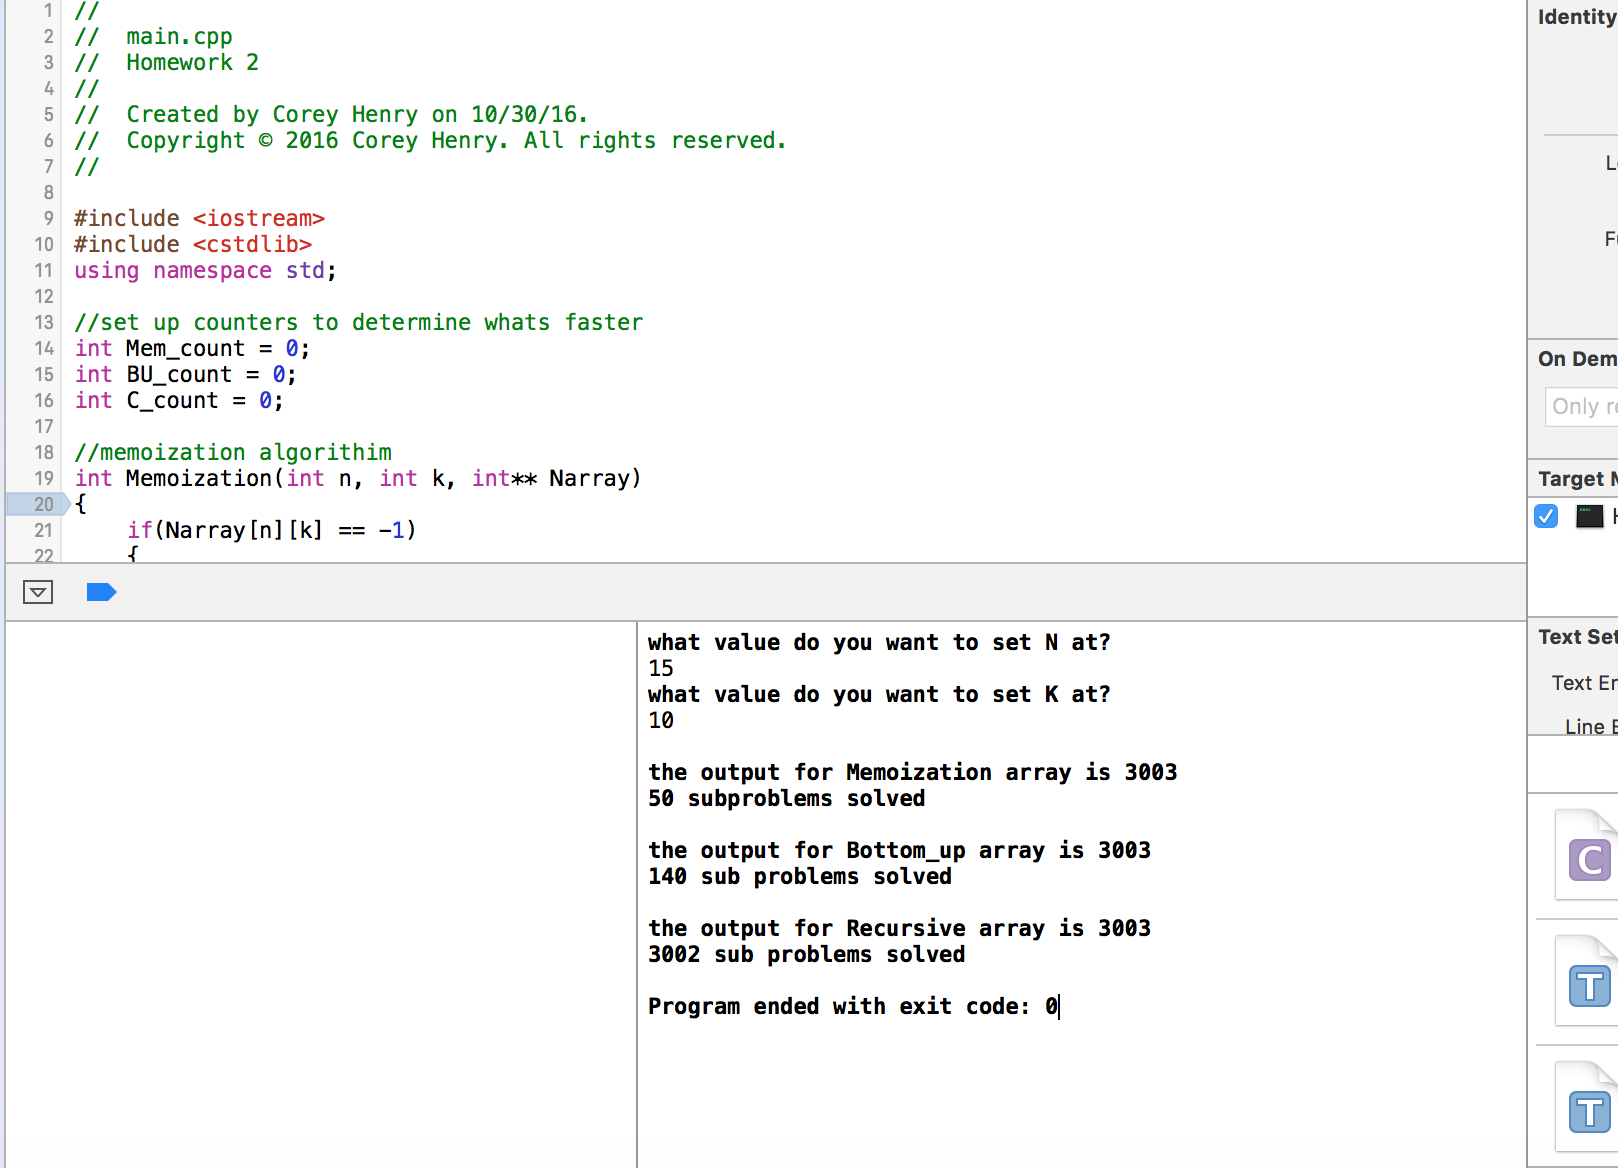 1 //
2 //  main.cpp
3 //  Homework 2
4 //
5 //  Created by Corey Henry on 10/30/16.
6 //  Copyright © 2016 Corey Henry. All rights reserved.
7 //
8
9 #include <iostream>
10 #include <cstdlib>
11 using namespace std;
12
13 //set up counters to determine whats faster
14 int Mem_count = 0;
15 int BU_count = 0;
16 int C_count = 0;
17
18 //memoization algorithim
19 int Memoization(int n, int k, int** Narray)
20 {
21     if(Narray[n][k] == -1)
22     {
what value do you want to set N at?
15
what value do you want to set K at?
10
the output for Memoization array is 3003
50 subproblems solved
the output for Bottom_up array is 3003
140 sub problems solved
the output for Recursive array is 3003
3002 sub problems solved
Program ended with exit code: 0
Identity
On Dem
Only re
Target
Text Set
Text
Line
C
T
T